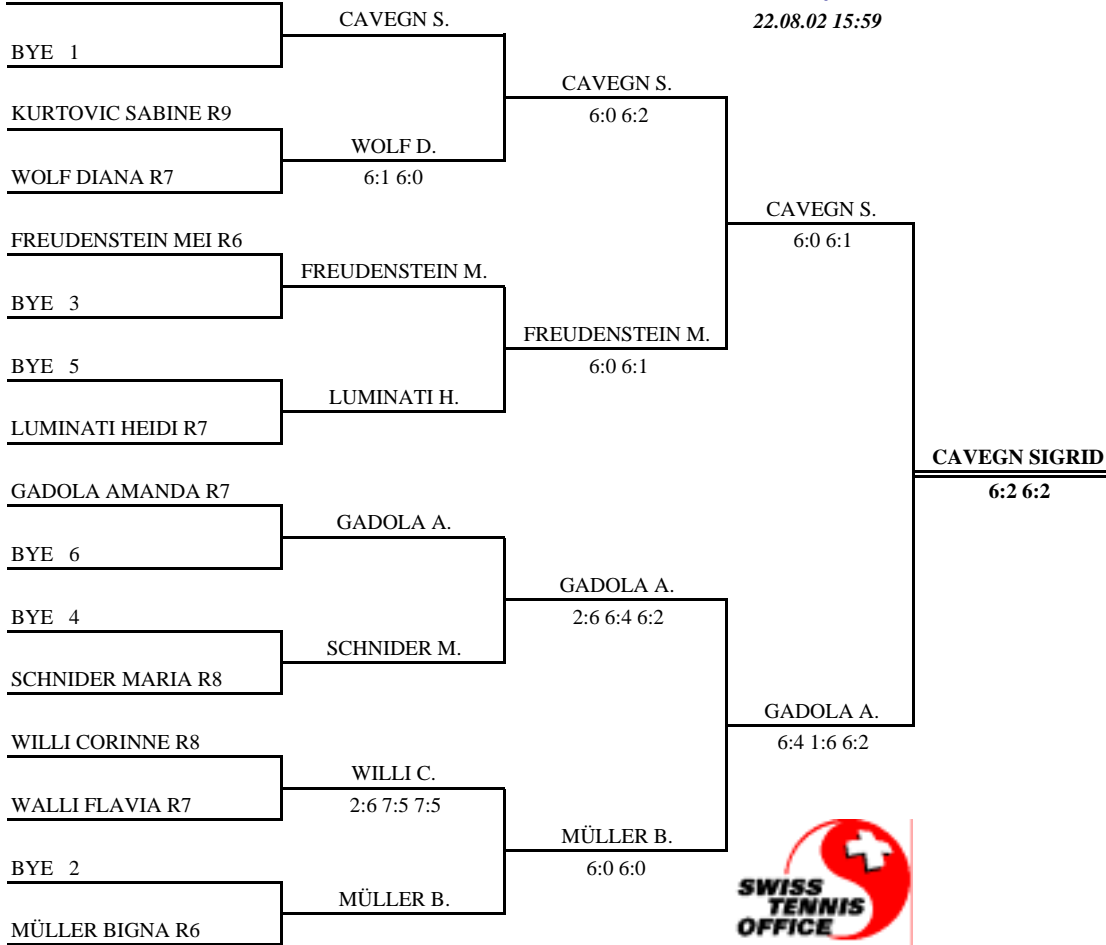 CAVEGN S.
22.08.02 15:59
BYE 1
CAVEGN S.
6:0 6:2
KURTOVIC SABINE R9
WOLF D.
6:1 6:0
WOLF DIANA R7
CAVEGN S.
6:0 6:1
FREUDENSTEIN MEI R6
FREUDENSTEIN M.
BYE 3
FREUDENSTEIN M.
6:0 6:1
BYE 5
LUMINATI H.
LUMINATI HEIDI R7
CAVEGN SIGRID
6:2 6:2
GADOLA AMANDA R7
GADOLA A.
BYE 6
GADOLA A.
2:6 6:4 6:2
BYE 4
SCHNIDER M.
SCHNIDER MARIA R8
GADOLA A.
6:4 1:6 6:2
WILLI CORINNE R8
WILLI C.
2:6 7:5 7:5
WALLI FLAVIA R7
MÜLLER B.
6:0 6:0
BYE 2
MÜLLER B.
MÜLLER BIGNA R6
SWISS
TENNIS
OFFICE